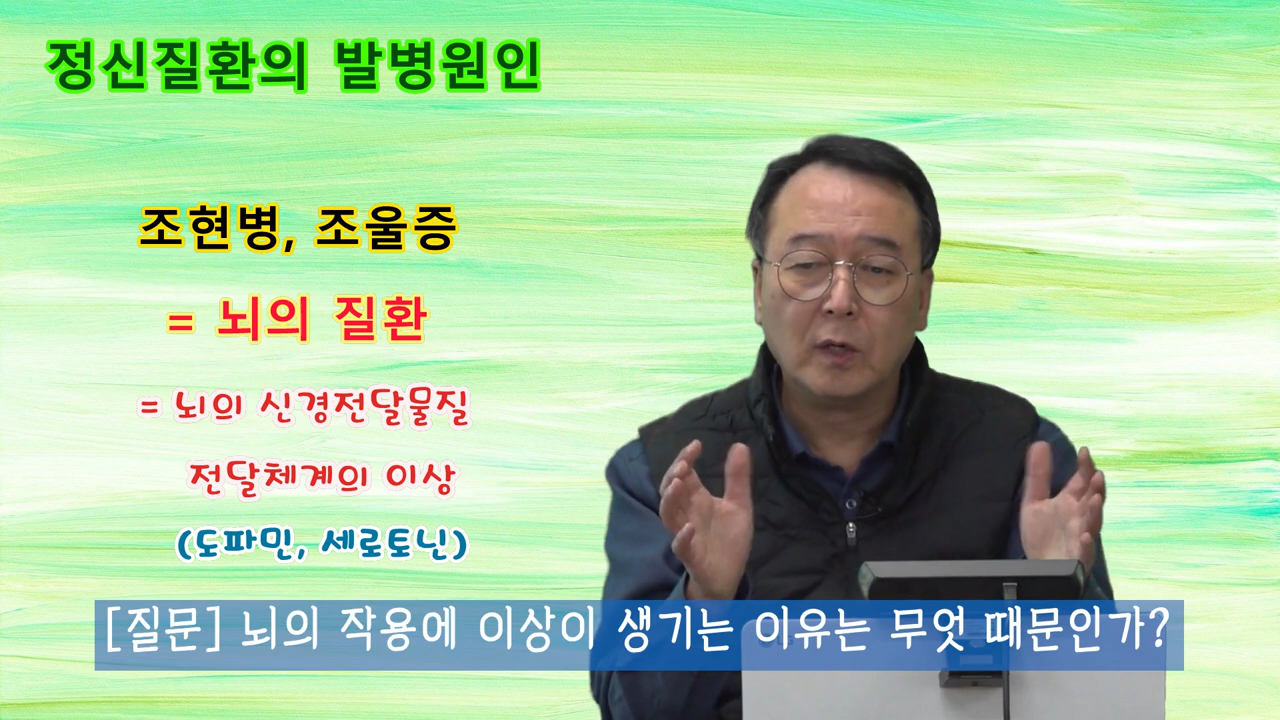 정신질환의 발병원인
조현병, 조울증
= 뇌의 질환
= 뇌의 신경전달물질
전달체계의 이상
(도파민, 세로토닌)
[질문] 뇌의 작용에 이상이 생기는 이유는 무엇 때문인가?